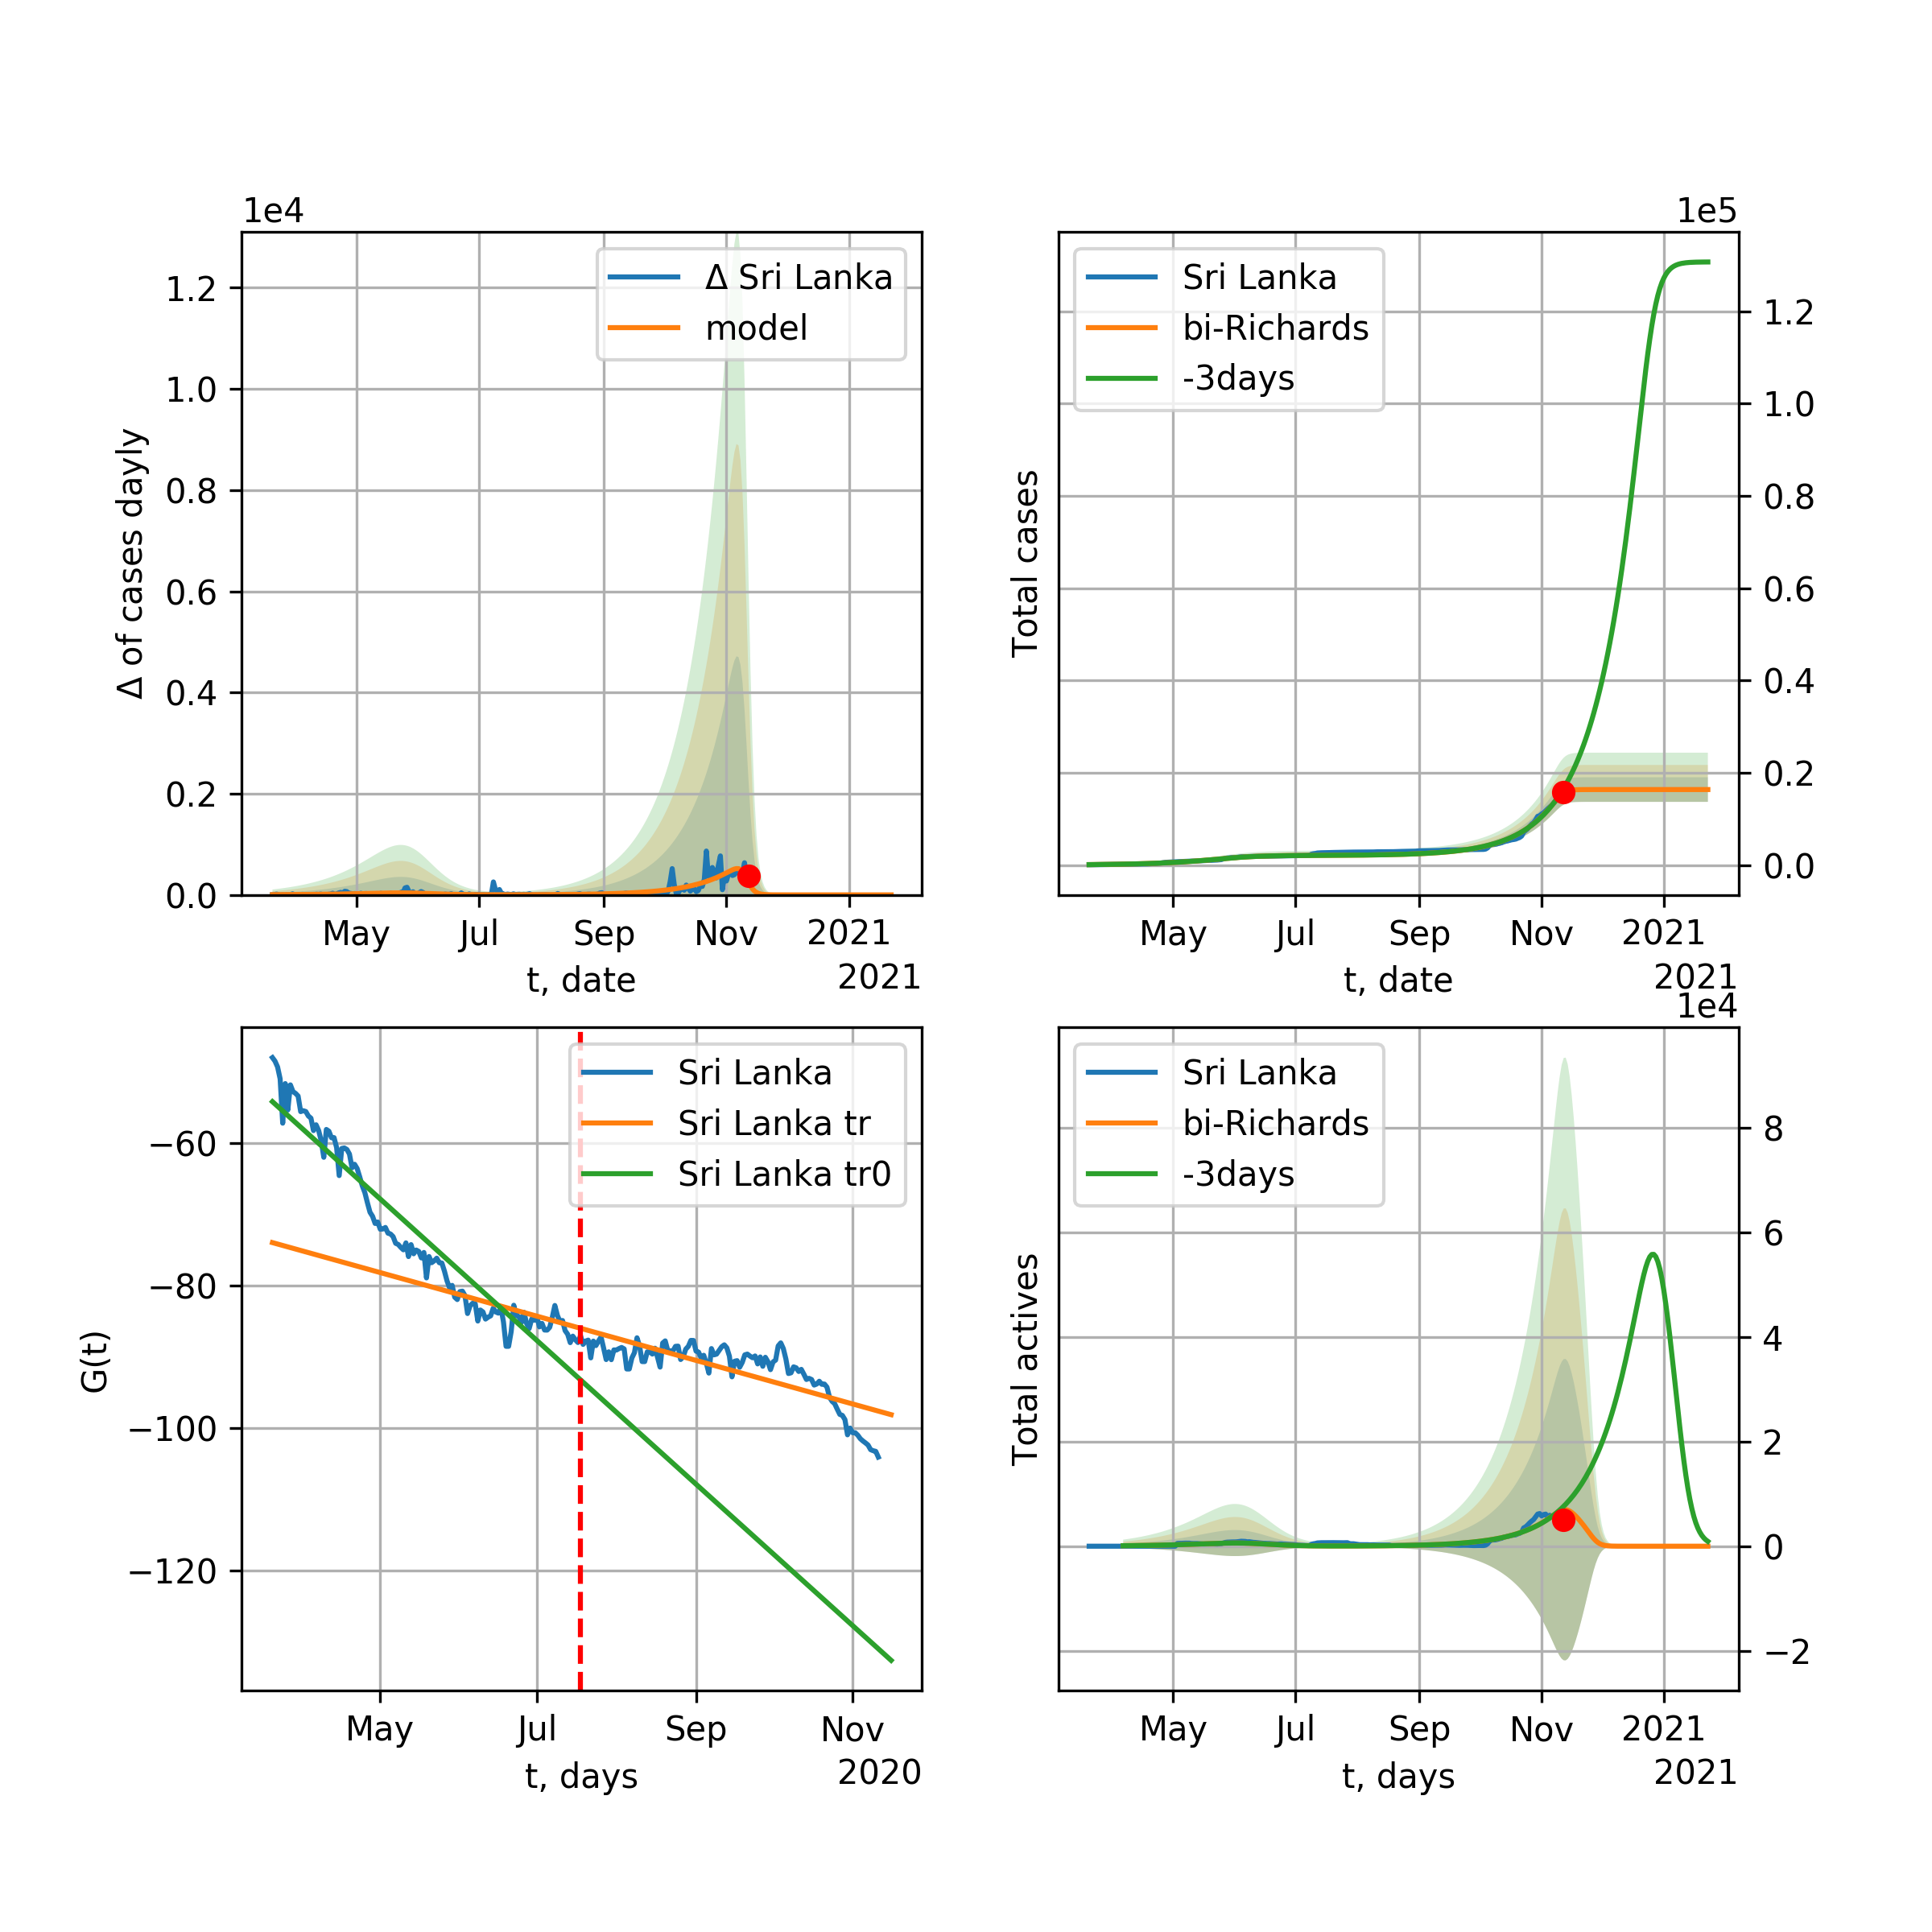 1e4
Δ of cases dayly
1.2
1.0
0.8
0.6
0.4
0.2
0.0
Δ Sri Lanka
model
May Jul Sep Nov 2021
t, date
2021
1e5
Total cases
Sri Lanka
bi-Richards
-3days
1.2
1.0
0.8
0.6
0.4
0.2
0.0
May Jul Sep Nov 2021
t, date
2021
G(t)
−60
−80
−100
−120
Sri Lanka
Sri Lanka tr
Sri Lanka tr0
May Jul Sep Nov
t, days
2020
1e4
Total actives
Sri Lanka
bi-Richards
-3days
8
6
4
2
0
−2
May Jul Sep Nov 2021
t, days
2021